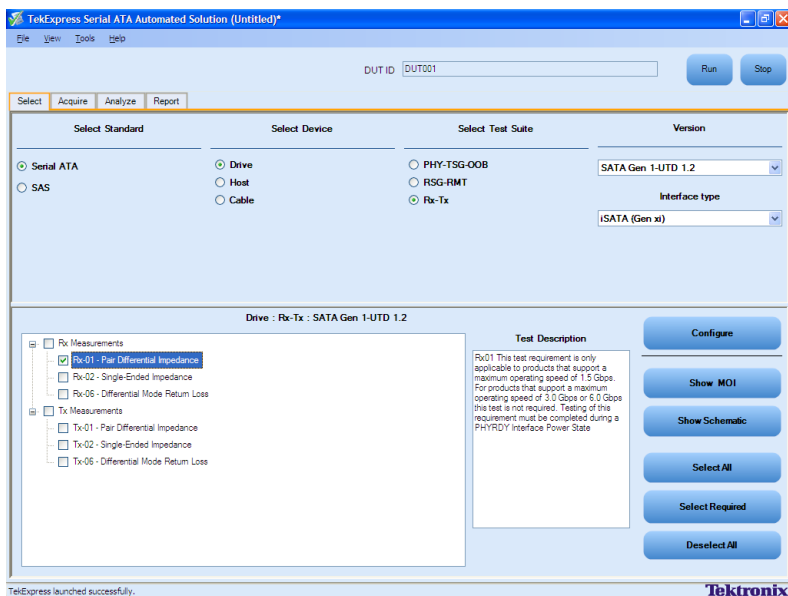 TekExpress Serial ATA Automated Solution (Untitled)*
File View Tools Help
DUT ID DUT001 Run Stop
Select Acquire Analyze Report
Select Standard
Serial ATA
SAS
Select Device
Drive
Host
Cable
Select Test Suite
PHY-TSG-OOB
RSG-RMT
Rx-Tx
Version
SATA Gen 1-UTD 1.2
Interface type
iSATA (Gen xi)
Drive : Rx-Tx : SATA Gen 1-UTD 1.2
Rx Measurements
Rx-01 - Pair Differential Impedance
Rx-02 - Single-Ended Impedance
Rx-06 - Differential Mode Return Loss
Tx Measurements
Tx-01 - Pair Differential Impedance
Tx-02 - Single-Ended Impedance
Tx-06 - Differential Mode Return Loss
Test Description
Rx01 This test requirement is only
applicable to products that support a
maximum operating speed of 1.5 Gbps.
For products that support a maximum
operating speed of 3.0 Gbps or 6.0 Gbps
this test is not required. Testing of this
requirement must be completed during a
PHYRDY Interface Power State
Configure
Show MOI
Show Schematic
Select All
Select Required
Deselect All
TekExpress launched successfully.
Tektronix